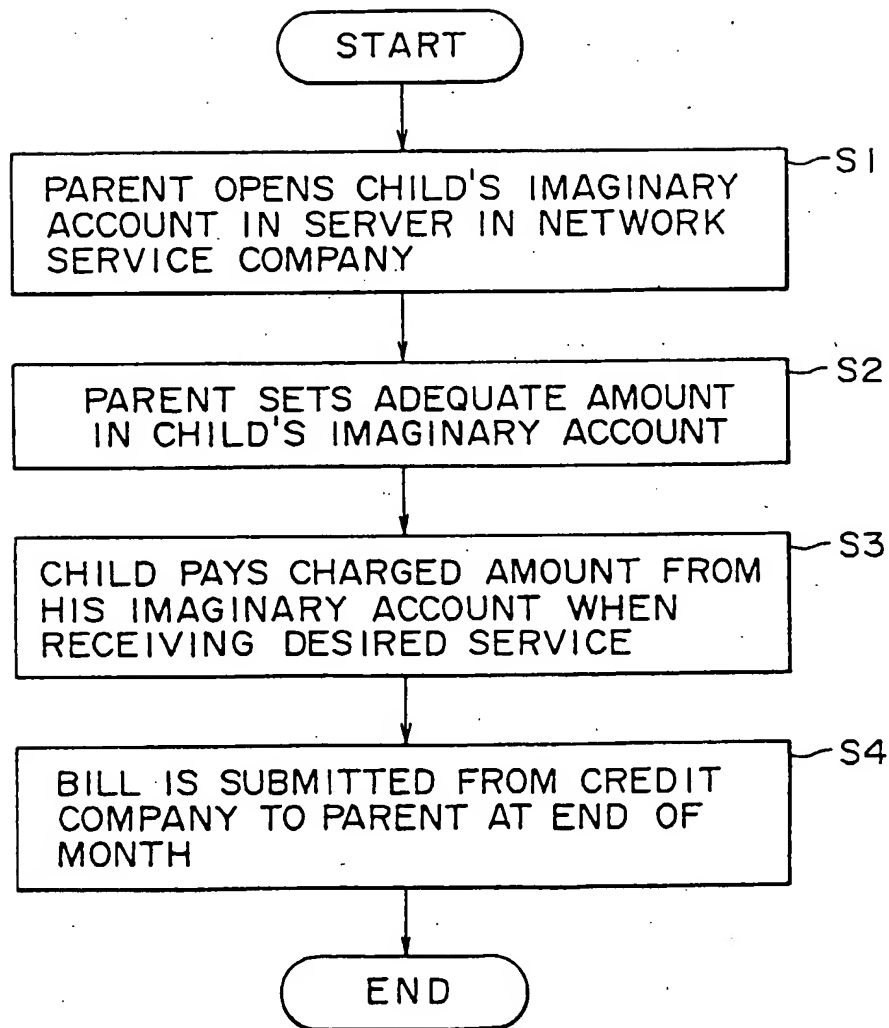 START
S1
PARENT OPENS CHILD'S IMAGINARY
ACCOUNT IN SERVER IN NETWORK
SERVICE COMPANY
S2
PARENT SETS ADEQUATE AMOUNT
IN CHILD'S IMAGINARY ACCOUNT
S3
CHILD PAYS CHARGED AMOUNT FROM
HIS IMAGINARY ACCOUNT WHEN
RECEIVING DESIRED SERVICE
S4
BILL IS SUBMITTED FROM CREDIT
COMPANY TO PARENT AT END OF
MONTH
END